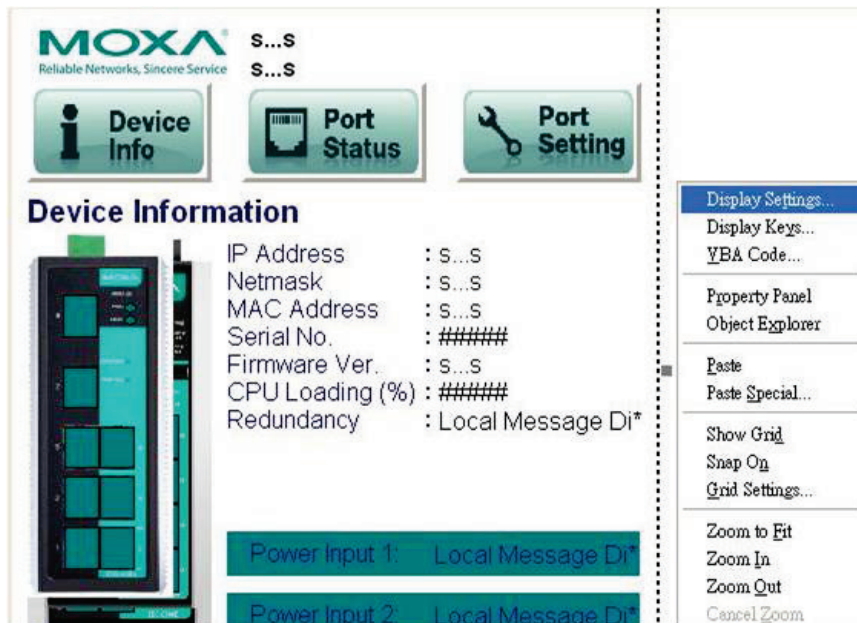 MOXA
Reliable Networks, Sincere Service
s...s
s...s
Device Info
Port Status
Port Setting
Device Information
IP Address : s...s
Netmask : s...s
MAC Address : s...s
Serial No. : #####
Firmware Ver. : s...s
CPU Loading (%) : #####
Redundancy : Local Message Di*
Power Input 1: Local Message Di*
Power Input 2: Local Message Di*
Display Settings...
Display Keys...
VBA Code...
Property Panel
Object Explorer
Paste
Paste Special...
Show Grid
Snap On
Grid Settings...
Zoom to Fit
Zoom In
Zoom Out
Cancel Zoom